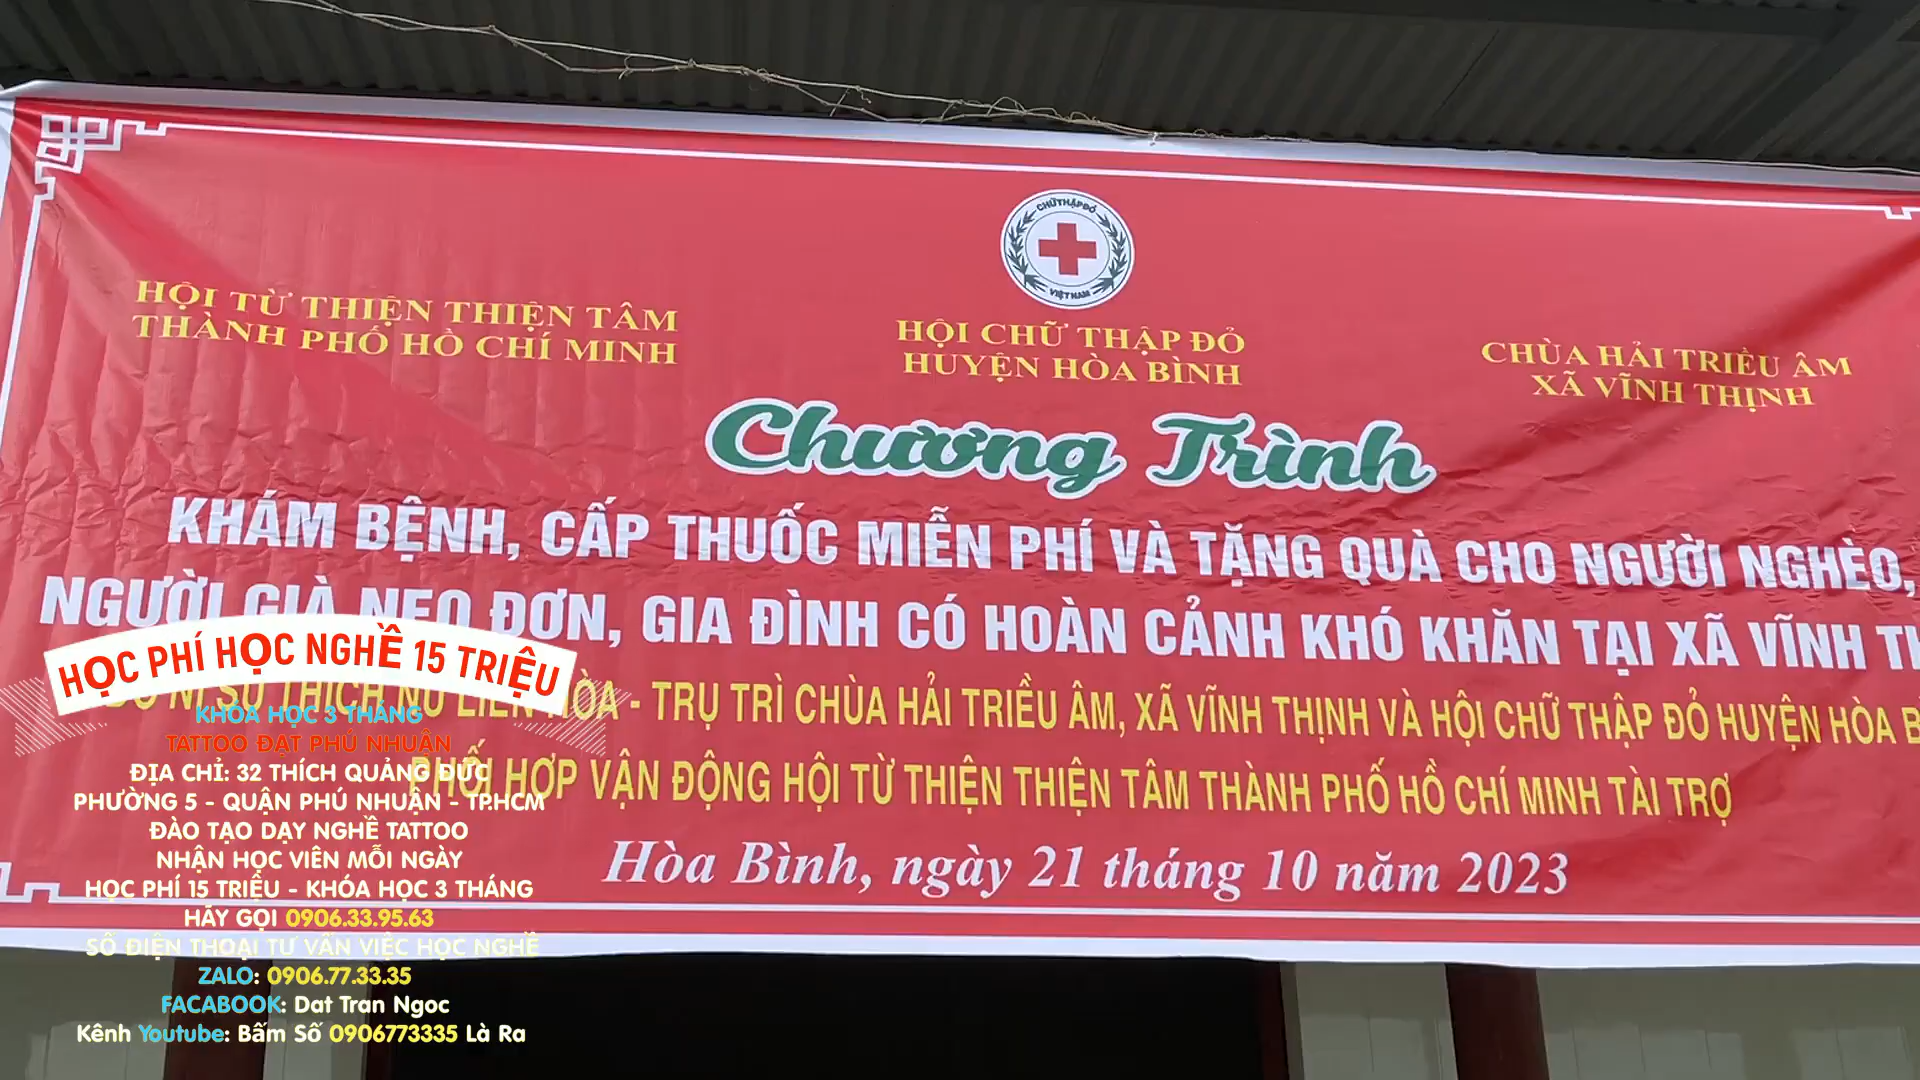 CHỮ THẬP ĐỎ
VIỆT NAM
HỘI TỪ THIỆN THIỆN TÂM
THÀNH PHỐ HỒ CHÍ MINH
HỘI CHỮ THẬP ĐỎ
HUYỆN HÒA BÌNH
CHÙA HẢI TRIỀU ÂM
XÃ VĨNH THỊNH
Chương Trình
KHÁM BỆNH, CẤP THUỐC MIỄN PHÍ VÀ TẶNG QUÀ CHO NGƯỜI NGHÈO,
NGƯỜI GIÀ NEO ĐƠN, GIA ĐÌNH CÓ HOÀN CẢNH KHÓ KHĂN TẠI XÃ VĨNH
HÒA - TRỤ TRÌ CHÙA HẢI TRIỀU ÂM, XÃ VĨNH THỊNH VÀ HỘI CHỮ THẬP ĐỎ HUYỆN HÒA
PHỐI HỢP VẬN ĐỘNG HỘI TỪ THIỆN THIỆN TÂM THÀNH PHỐ HỒ CHÍ MINH TÀI TRỢ
Hòa Bình, ngày 21 tháng 10 năm 2023
HỌC PHÍ HỌC NGHỀ 15 TRIỆU
KHÓA HỌC 3 THÁNG
TATTOO ĐẠT PHÚ NHUẬN
ĐỊA CHỈ: 32 THÍCH QUẢNG ĐỨC
PHƯỜNG 5 - QUẬN PHÚ NHUẬN - TP.HCM
ĐÀO TẠO DẠY NGHỀ TATTOO
NHẬN HỌC VIÊN MỖI NGÀY
HỌC PHÍ 15 TRIỆU - KHÓA HỌC 3 THÁNG
HÃY GỌI 0906.33.95.63
SỐ ĐIỆN THOẠI TƯ VẤN VIỆC HỌC NGHỀ
ZALO: 0906.77.33.35
FACABOOK: Dat Tran Ngoc
Kênh Youtube: Bấm Số 0906773335 Là Ra